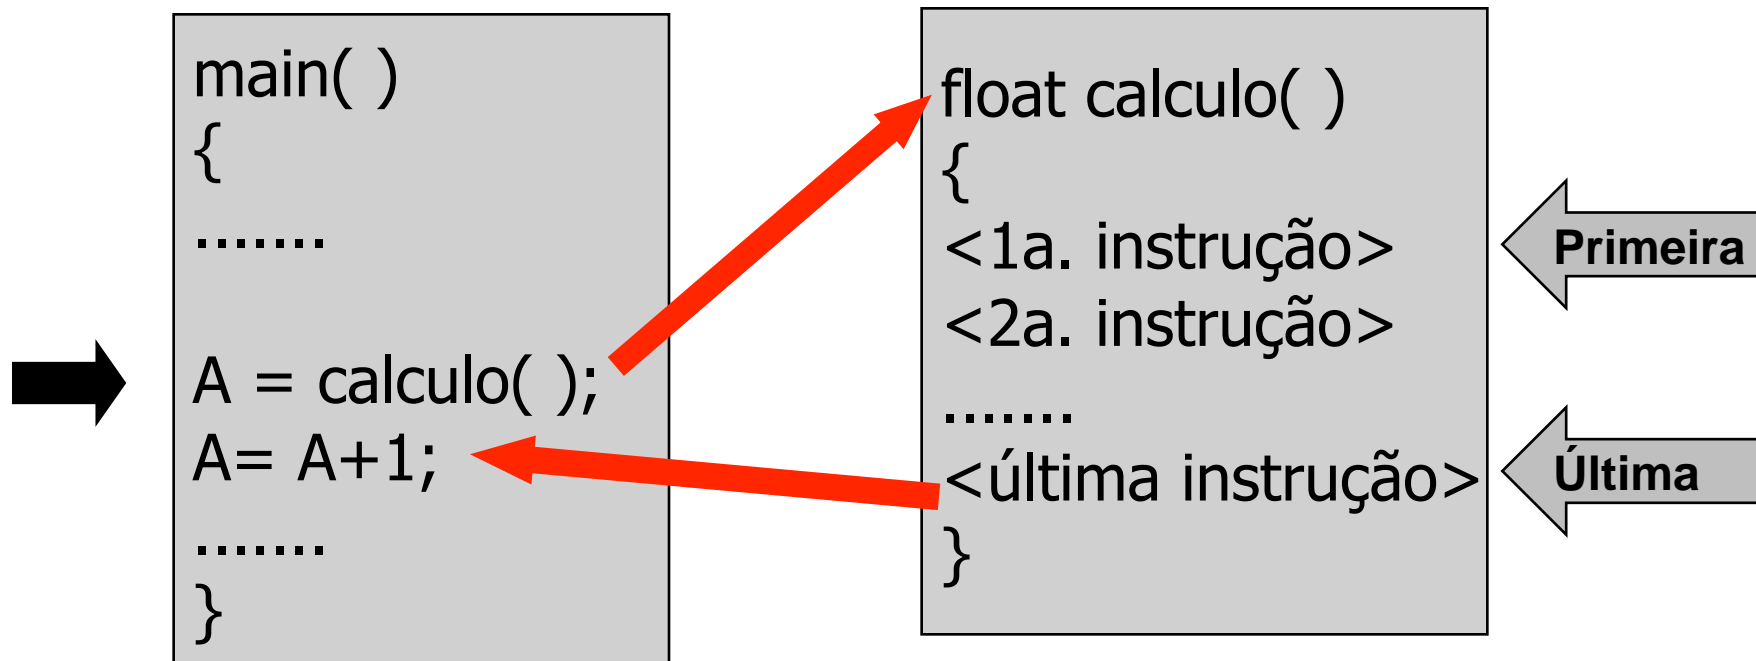 main( )
{
.......
A = calculo( );
A= A+1;
.......
}
float calculo( )
{
<1a. instrução>
<2a. instrução>
.......
<última instrução>
}
Primeira
Última